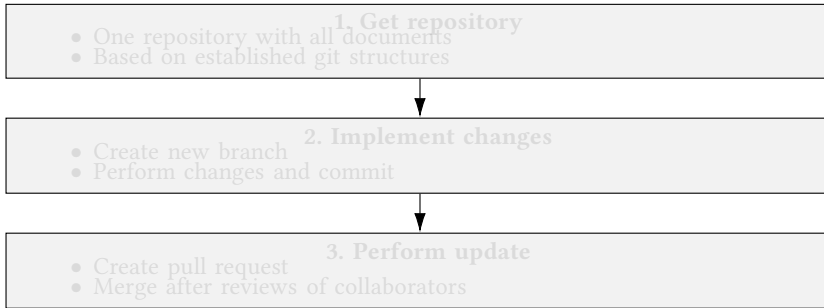 1. Get repository
• One repository with all documents
• Based on established git structures
2. Implement changes
• Create new branch
• Perform changes and commit
3. Perform update
• Create pull request
• Merge after reviews of collaborators